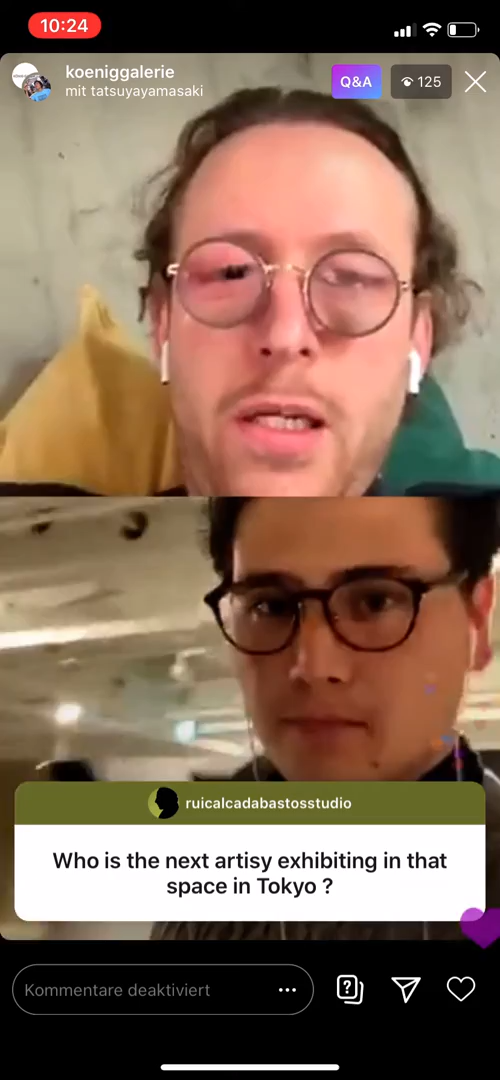 10:24
koeniggalerie
mit tatsuyayamasaki
Q&A
125
ruicalcadabastosstudio
Who is the next artisy exhibiting in that
space in Tokyo ?
Kommentare deaktiviert